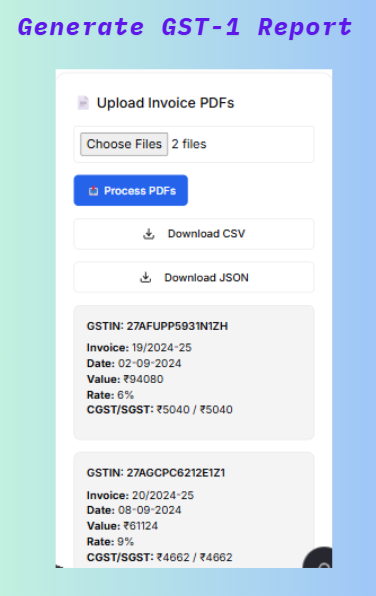 Generate GST-1 Report
Upload Invoice PDFs
Choose Files 2 files
Process PDFs
Download CSV
Download JSON
GSTIN: 27AFUPP5931N1ZH
Invoice: 19/2024-25
Date: 02-09-2024
Value: ₹94080
Rate: 6%
CGST/SGST: ₹5040 / ₹5040
GSTIN: 27AGCPC6212E1Z1
Invoice: 20/2024-25
Date: 08-09-2024
Value: ₹61124
Rate: 9%
CGST/SGST: ₹4662 / ₹4662